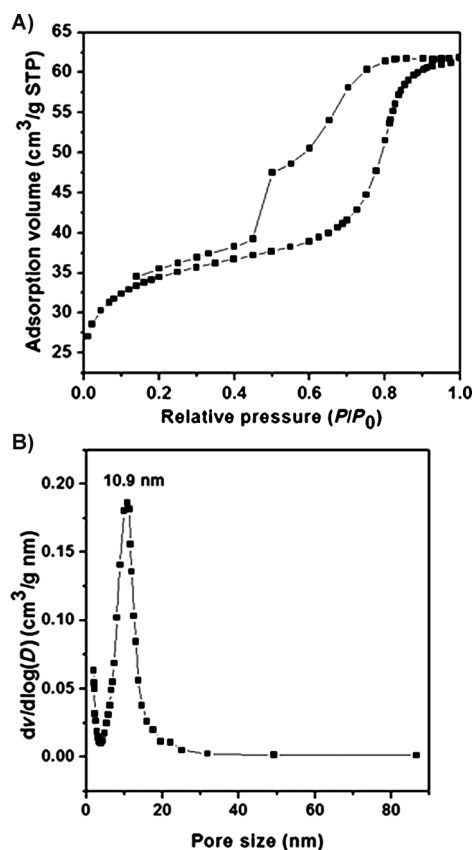 A)
Adsorption volume (cm³/g STP)
65
60
55
50
45
40
35
30
25
0.0 0.2 0.4 0.6 0.8 1.0
Relative pressure (P/P₀)
B)
10.9 nm
dv/dlog(D) (cm³/g nm)
0.20
0.15
0.10
0.05
0.00
0 20 40 60 80
Pore size (nm)